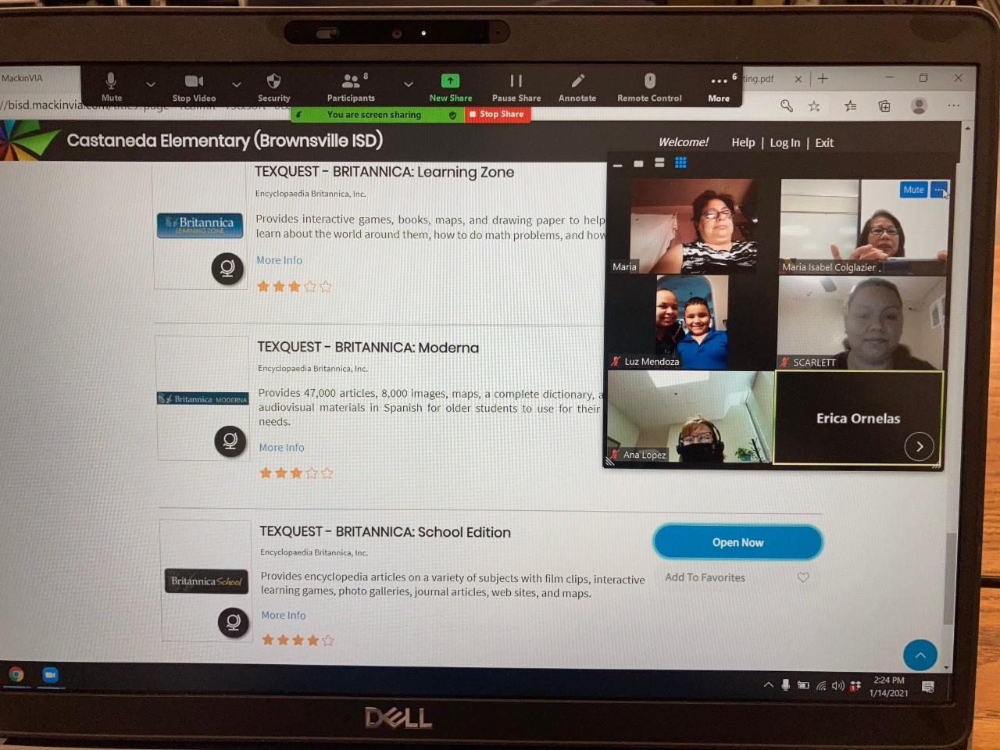 MackinVIA
ting.pdf
8
6
Mute
Stop Video
Security
Participants
New Share
Pause Share
Annotate
Remote Control
More
//bisd.mackinvia.com
You are screen sharing
Stop Share
Castaneda Elementary (Brownsville ISD)
Welcome!
Help | Log In | Exit
TEXQUEST - BRITANNICA: Learning Zone
Encyclopaedia Britannica, Inc.
Britannica
LEARNING ZONE
Provides interactive games, books, maps, and drawing paper to help
learn about the world around them, how to do math problems, and how
More Info
Mute
Maria
Maria Isabel Colglazier .
Luz Mendoza
SCARLETT
Ana Lopez
Erica Ornelas
TEXQUEST - BRITANNICA: Moderna
Encyclopaedia Britannica, Inc.
Britannica MODERNA
Provides 47,000 articles, 8,000 images, maps, a complete dictionary, a
audiovisual materials in Spanish for older students to use for their
needs.
More Info
TEXQUEST - BRITANNICA: School Edition
Encyclopaedia Britannica, Inc.
Britannica School
Provides encyclopedia articles on a variety of subjects with film clips, interactive
learning games, photo galleries, journal articles, web sites, and maps.
More Info
Open Now
Add To Favorites
2:24 PM
1/14/2021
DELL